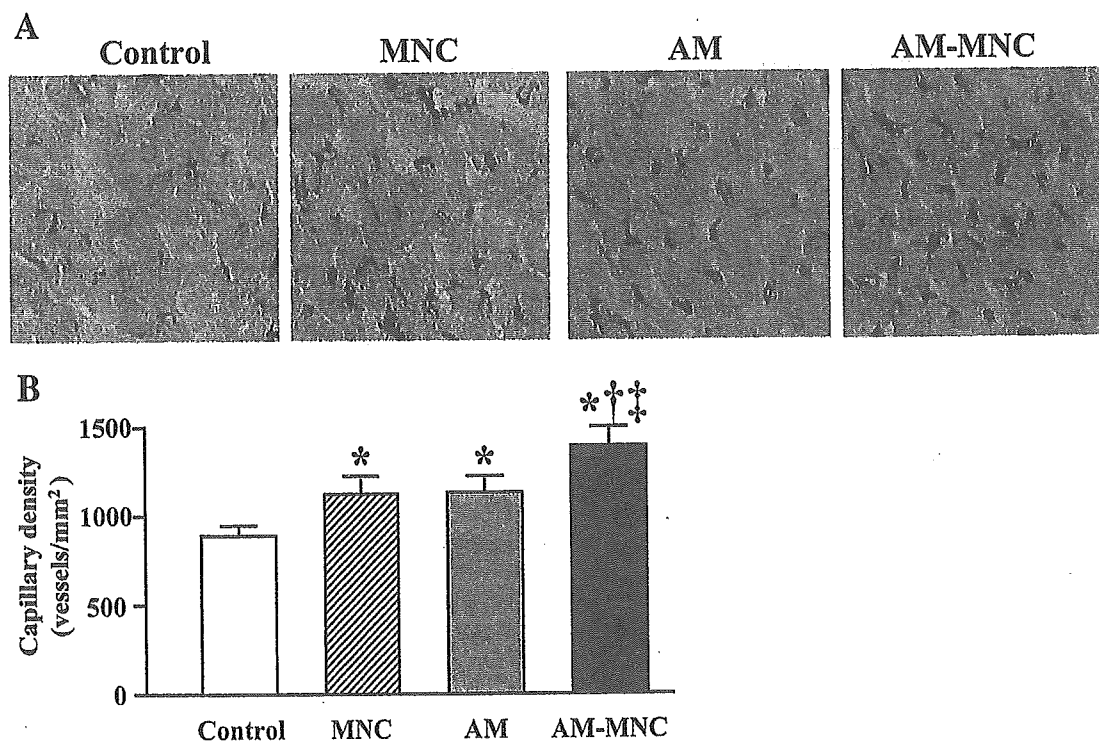 A
Control MNC AM AM-MNC
B
Capillary density
(vessels/mm²)
1500
1000
500
0
* * *†‡
Control MNC AM AM-MNC